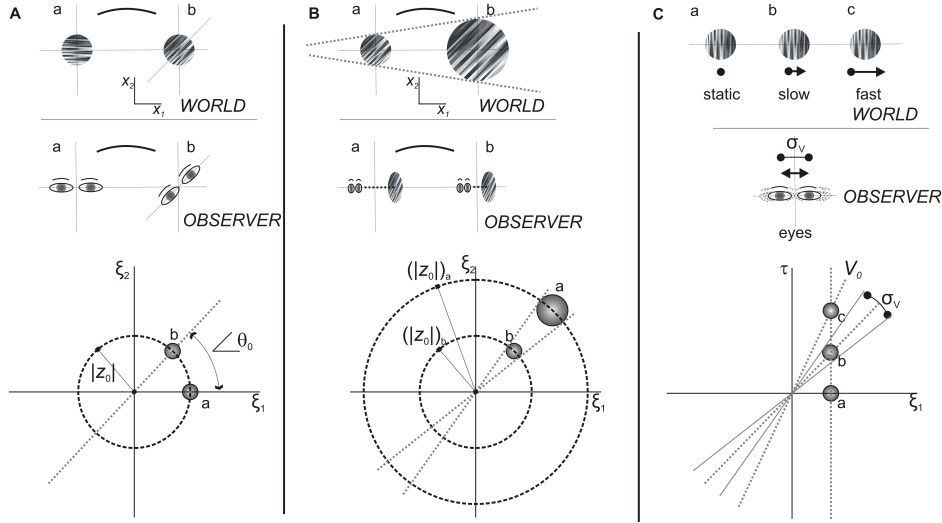 A
a
b
x₂
x₁
WORLD
a
b
OBSERVER
ξ₂
b
θ₀
|z₀|
a
ξ₁
B
a
b
x₂
x₁
WORLD
a
b
OBSERVER
(|z₀|)ₐ
ξ₂
a
(|z₀|)b
b
ξ₁
C
a
b
c
static
slow
fast
WORLD
σᵥ
OBSERVER
eyes
τ
V₀
σᵥ
c
b
a
ξ₁